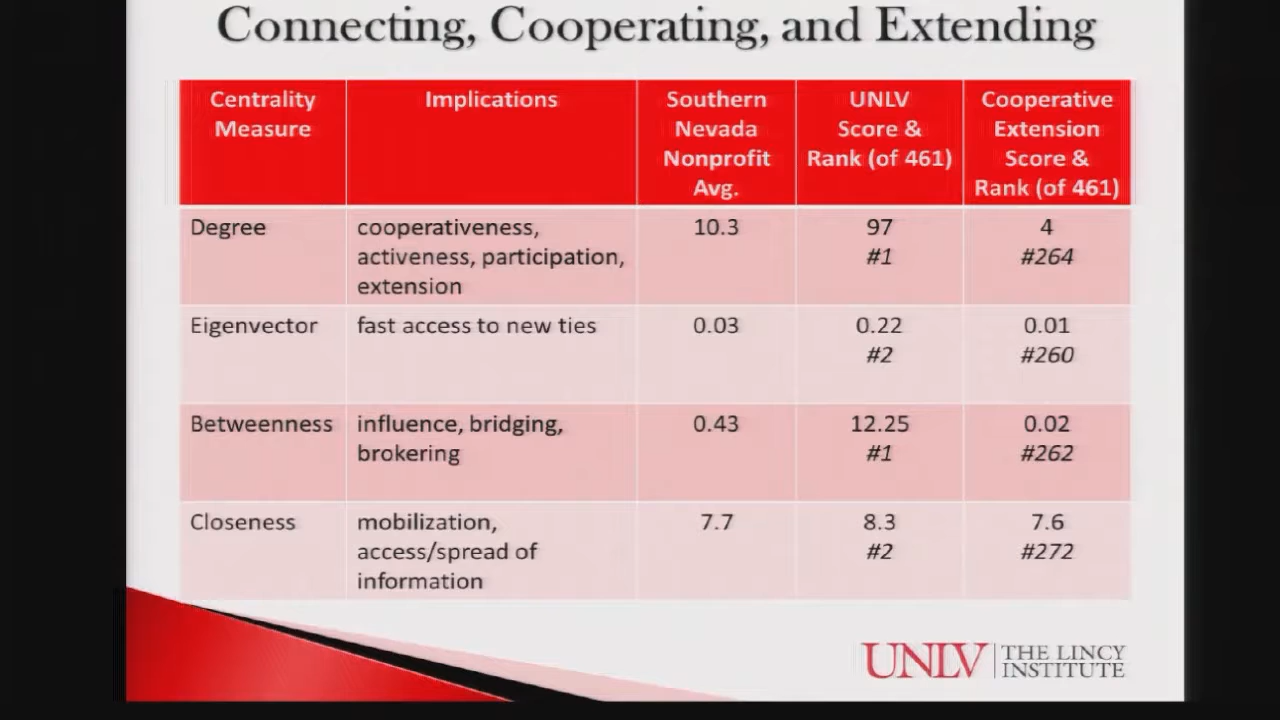 Connecting, Cooperating, and Extending
Centrality Measure | Implications | Southern Nevada Nonprofit Avg. | UNLV Score & Rank (of 461) | Cooperative Extension Score & Rank (of 461)
Degree | cooperativeness, activeness, participation, extension | 10.3 | 97 #1 | 4 #264
Eigenvector | fast access to new ties | 0.03 | 0.22 #2 | 0.01 #260
Betweenness | influence, bridging, brokering | 0.43 | 12.25 #1 | 0.02 #262
Closeness | mobilization, access/spread of information | 7.7 | 8.3 #2 | 7.6 #272
UNLV | THE LINCY INSTITUTE